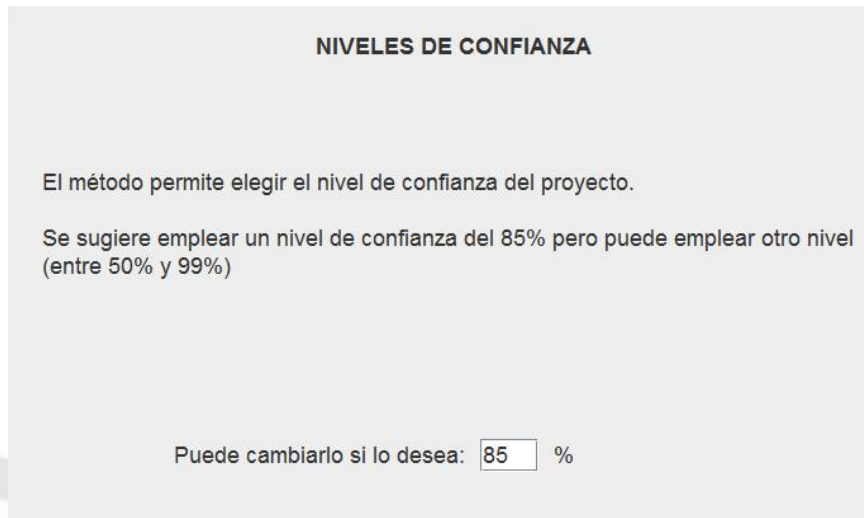 NIVELES DE CONFIANZA
El método permite elegir el nivel de confianza del proyecto.
Se sugiere emplear un nivel de confianza del 85% pero puede emplear otro nivel
(entre 50% y 99%)
Puede cambiarlo si lo desea: 85 %